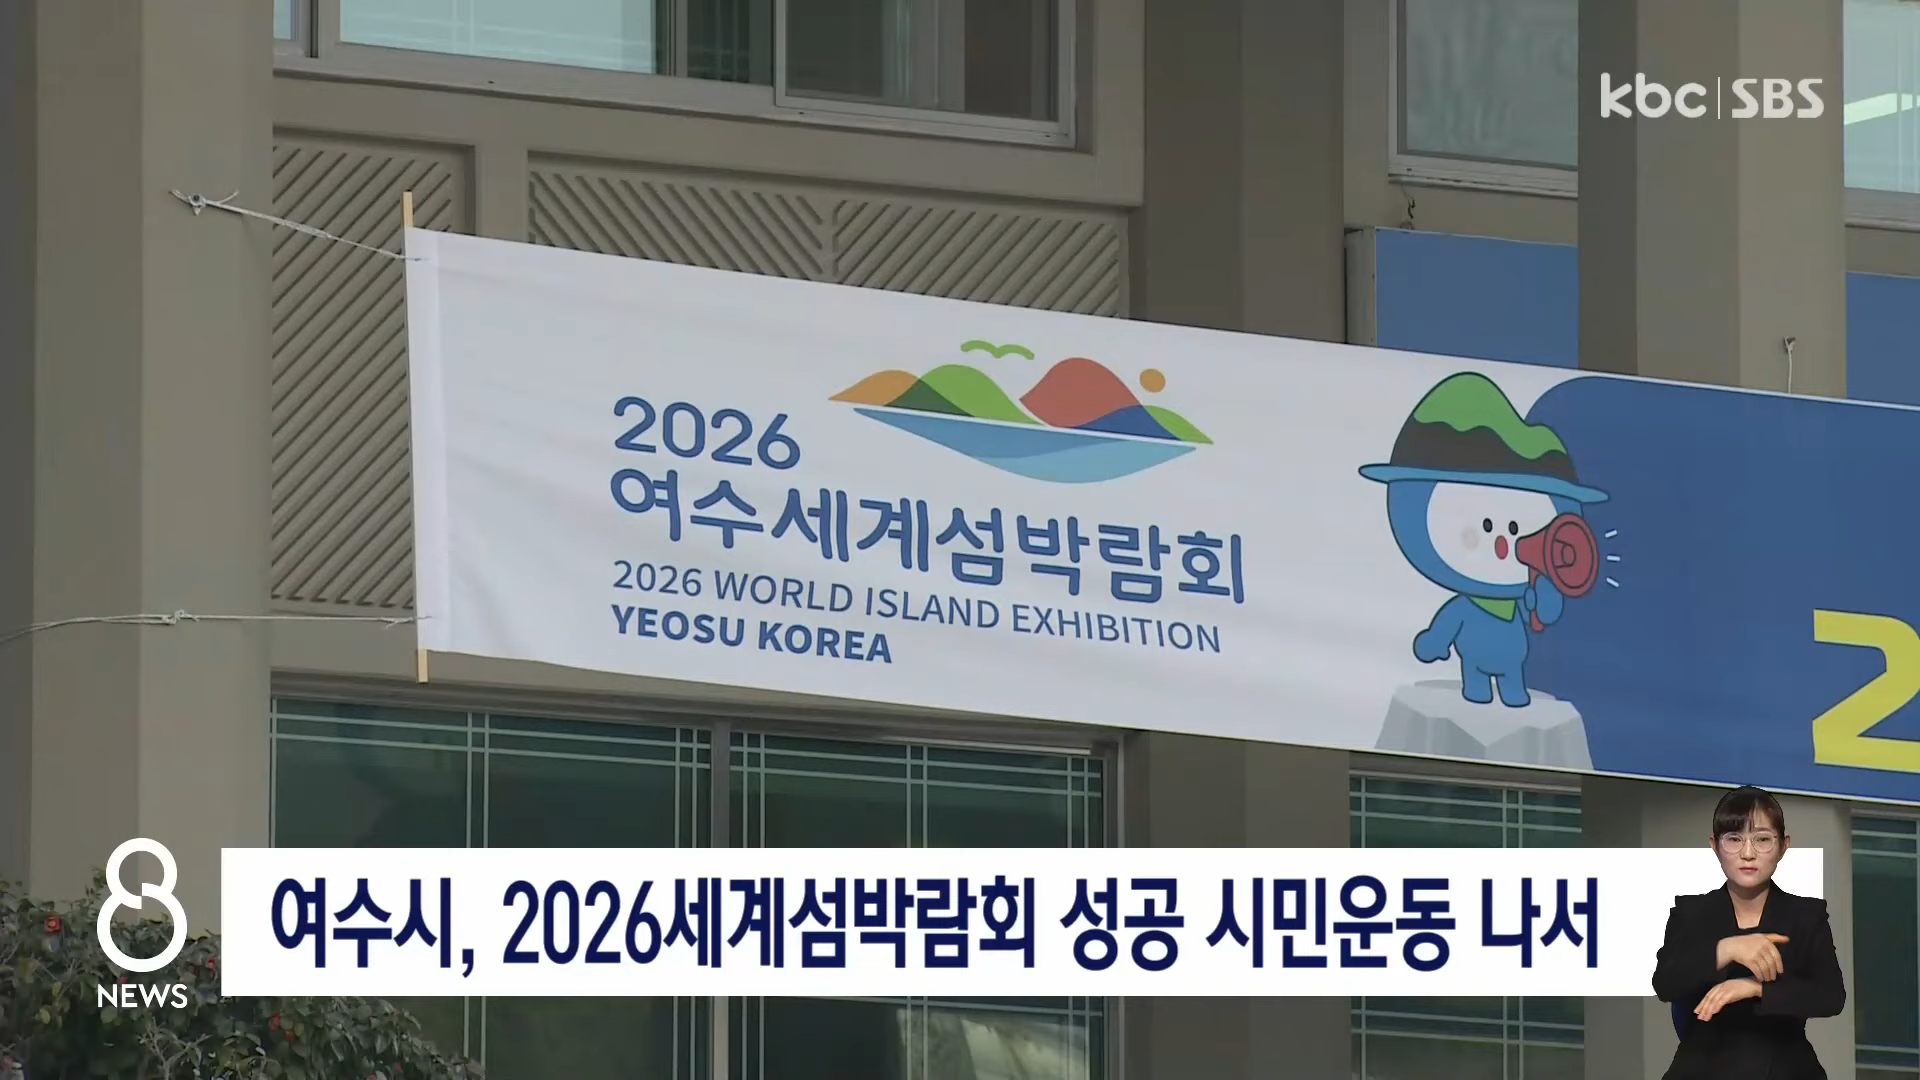 kbc | SBS
2026
여수세계섬박람회
2026 WORLD ISLAND EXHIBITION
YEOSU KOREA
2
8
NEWS
여수시, 2026세계섬박람회 성공 시민운동 나서